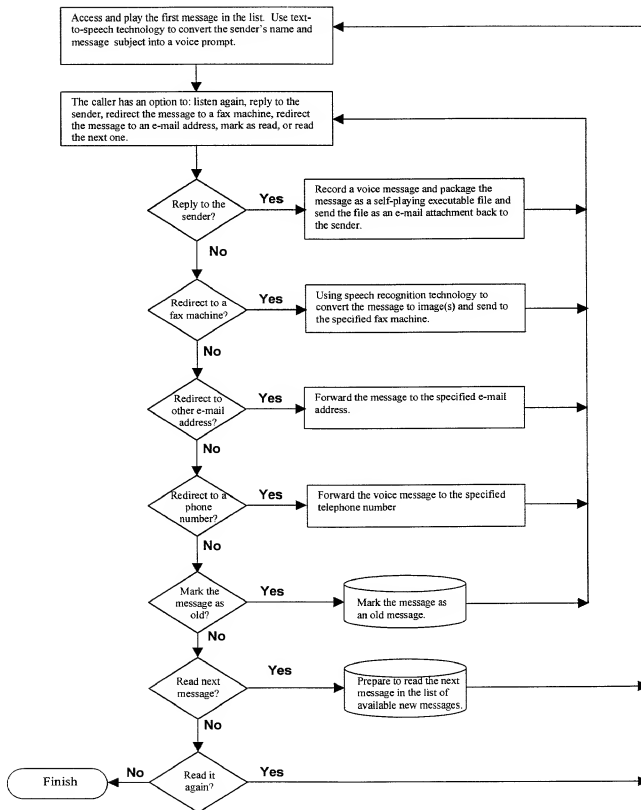 Access and play the first message in the list. Use text-
to-speech technology to convert the sender's name and
message subject into a voice prompt.
The caller has an option to: listen again, reply to the
sender, redirect the message to a fax machine, redirect
the message to an e-mail address, mark as read, or read
the next one.
Reply to the
sender?
Yes
Record a voice message and package the
message as a self-playing executable file and
send the file as an e-mail attachment back to
the sender.
No
Redirect to a
fax machine?
Yes
Using speech recognition technology to
convert the message to image(s) and send to
the specified fax machine.
No
Redirect to
other e-mail
address?
Yes
Forward the message to the specified e-mail
address.
No
Redirect to a
phone
number?
Yes
Forward the voice message to the specified
telephone number
No
Mark the
message as
old?
Yes
Mark the message as
an old message.
No
Read next
message?
Yes
Prepare to read the next
message in the list of
available new messages.
No
Read it
again?
Yes
No
Finish